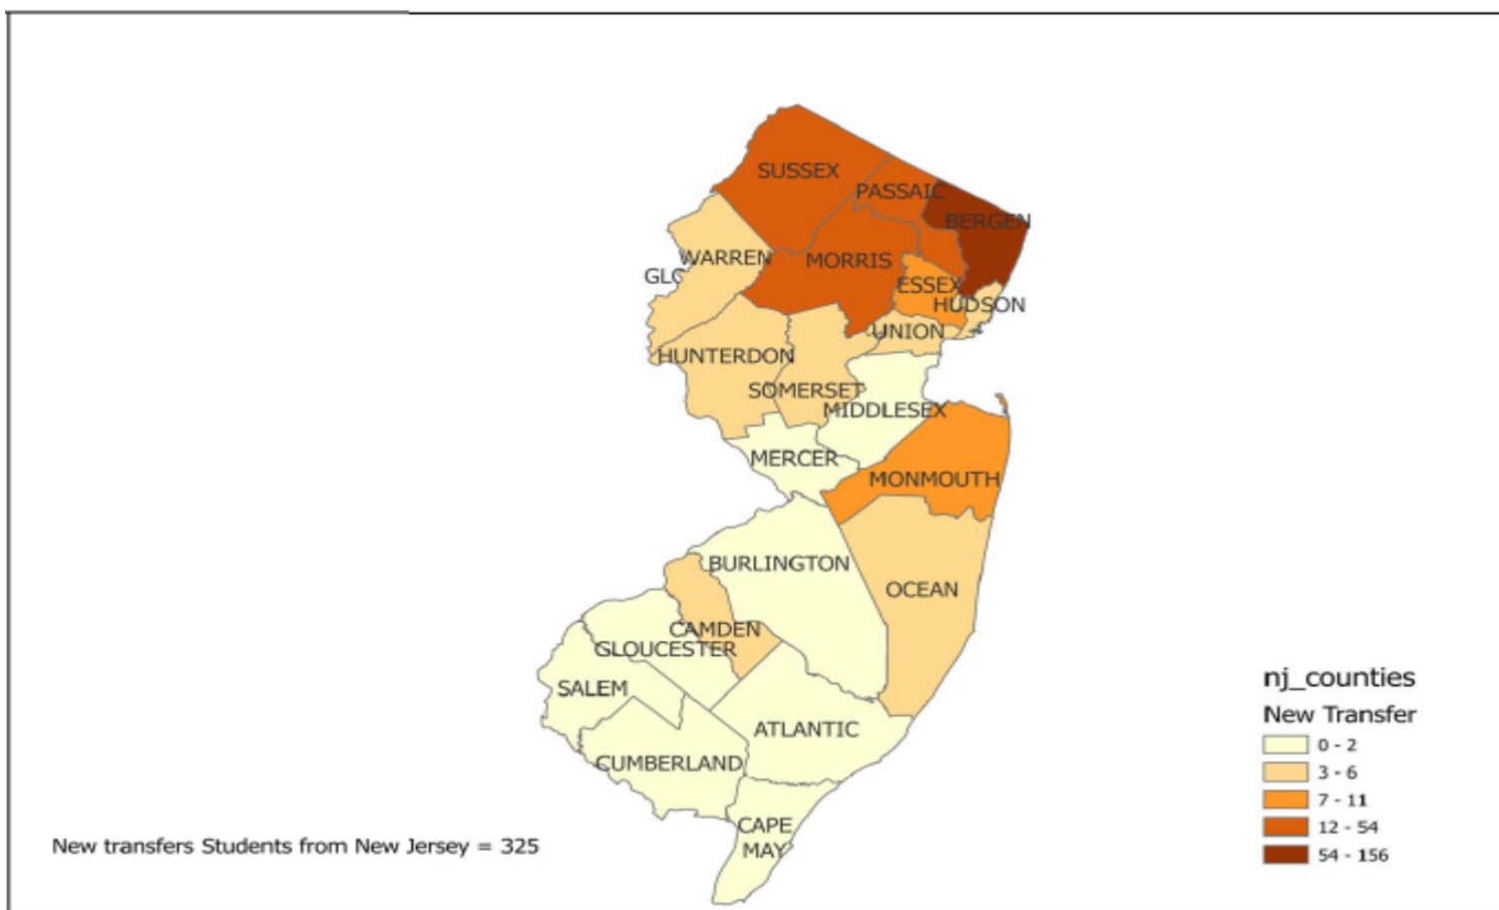 SUSSEX
PASSAIC
BERGEN
WARREN
MORRIS
GLC
ESSEX
HUDSON
UNION
HUNTERDON
SOMERSET
MIDDLESEX
MERCER
MONMOUTH
BURLINGTON
OCEAN
CAMDEN
GLOUCESTER
SALEM
ATLANTIC
CUMBERLAND
CAPE
MAY
nj_counties
New Transfer
0 - 2
3 - 6
7 - 11
12 - 54
54 - 156
New transfers Students from New Jersey = 325